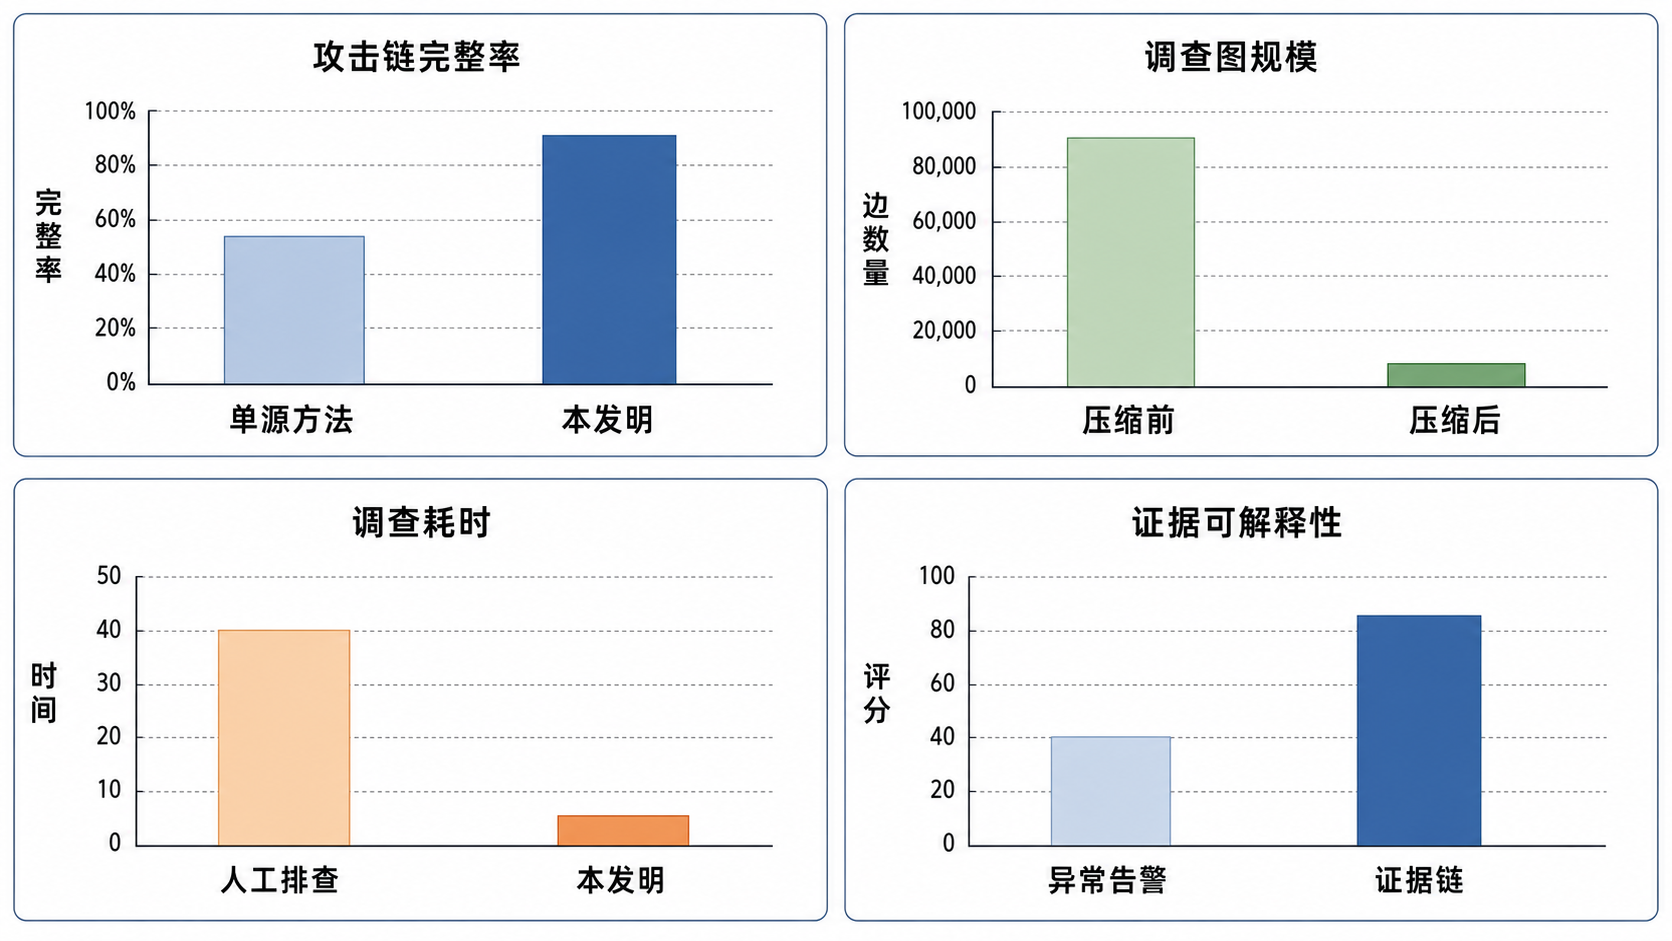 攻击链完整率
100%
80%
60%
40%
20%
0%
完整率
单源方法
本发明
调查图规模
100,000
80,000
60,000
40,000
20,000
0
边数量
压缩前
压缩后
调查耗时
50
40
30
20
10
0
时间
人工排查
本发明
证据可解释性
100
80
60
40
20
0
评分
异常告警
证据链